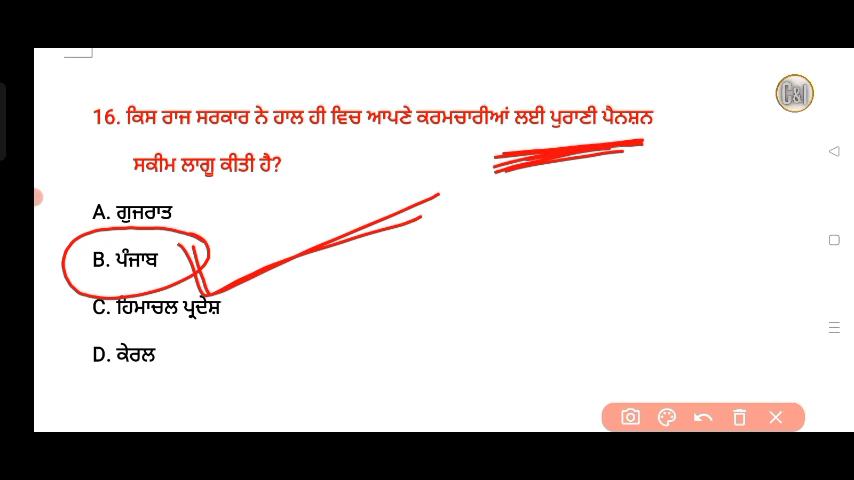 16. ਕਿਸ ਰਾਜ ਸਰਕਾਰ ਨੇ ਹਾਲ ਹੀ ਵਿਚ ਆਪਣੇ ਕਰਮਚਾਰੀਆਂ ਲਈ ਪੁਰਾਣੀ ਪੈਨਸ਼ਨ
ਸਕੀਮ ਲਾਗੂ ਕੀਤੀ ਹੈ?
A. ਗੁਜਰਾਤ
B. ਪੰਜਾਬ
C. ਹਿਮਾਚਲ ਪ੍ਰਦੇਸ਼
D. ਕੇਰਲ
C&I